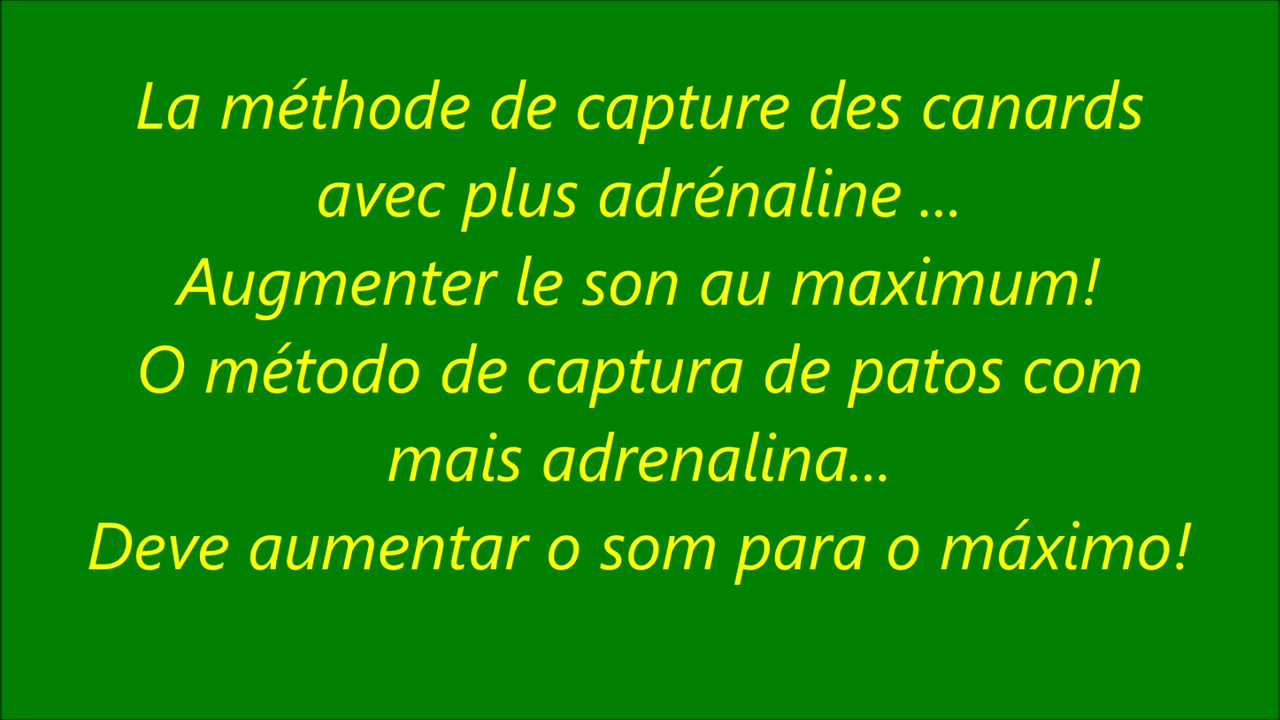 La méthode de capture des canards
avec plus adrénaline ...
Augmenter le son au maximum!
O método de captura de patos com
mais adrenalina...
Deve aumentar o som para o máximo!